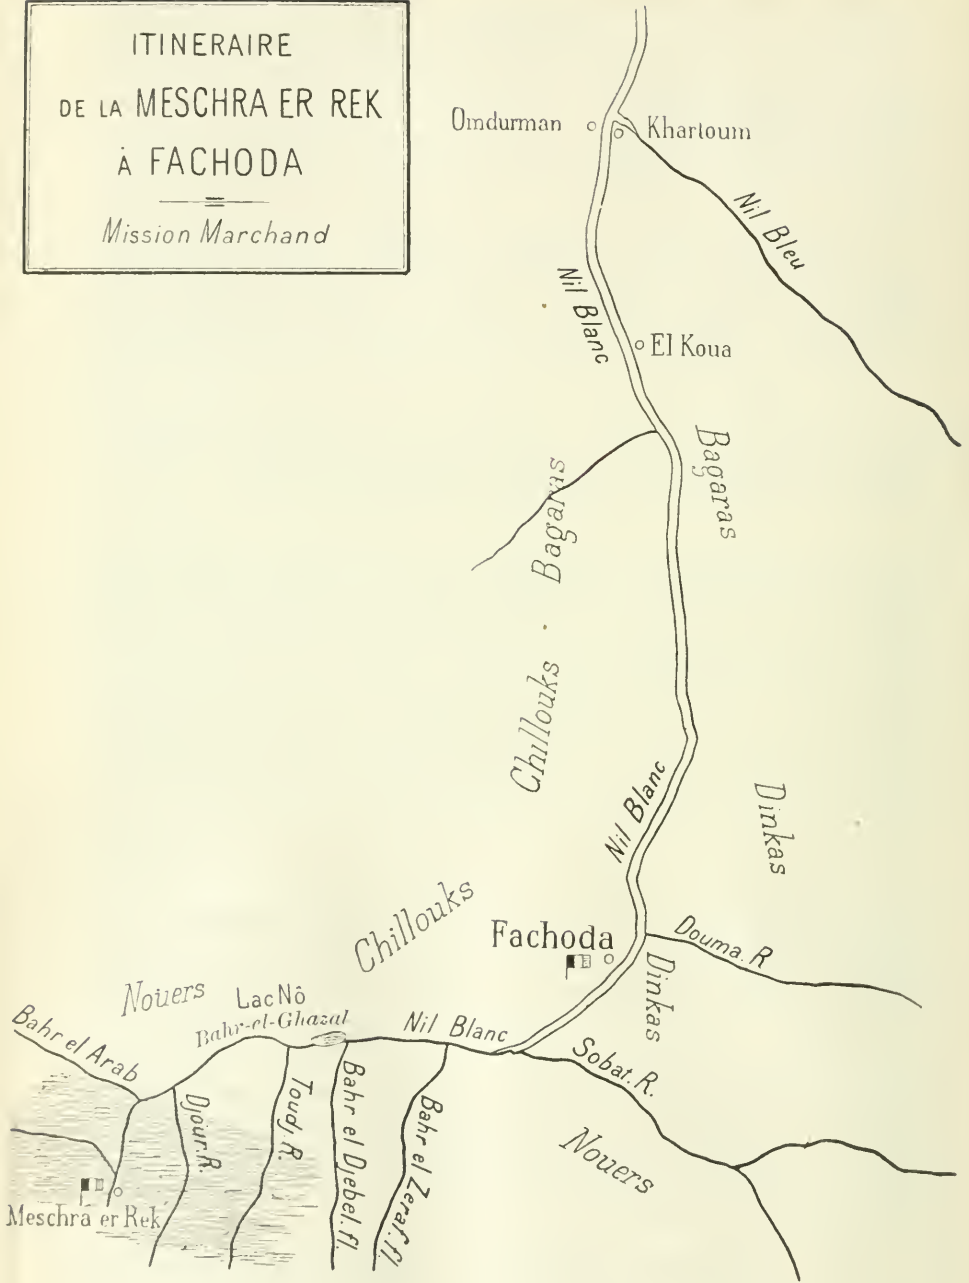 ITINERAIRE
DE LA MESCHRA ER REK
À FACHODA
Mission Marchand
Omdurman
Khartoum
Nil Bleu
Nil Blanc
El Koua
Bagaras
Bagaras
Chillouks
Nil Blanc
Dinkas
Chillouks
Fachoda
Douma. R
Dinkas
Nouers
Lac Nô
Bahr-el-Ghazal
Nil Blanc
Bahr el Arab
Sobat. R.
Djour. R.
Toudj. R.
Bahr el Djebel. fl.
Bahr el Zeraf. fl.
Nouers
Meschrá er Rek